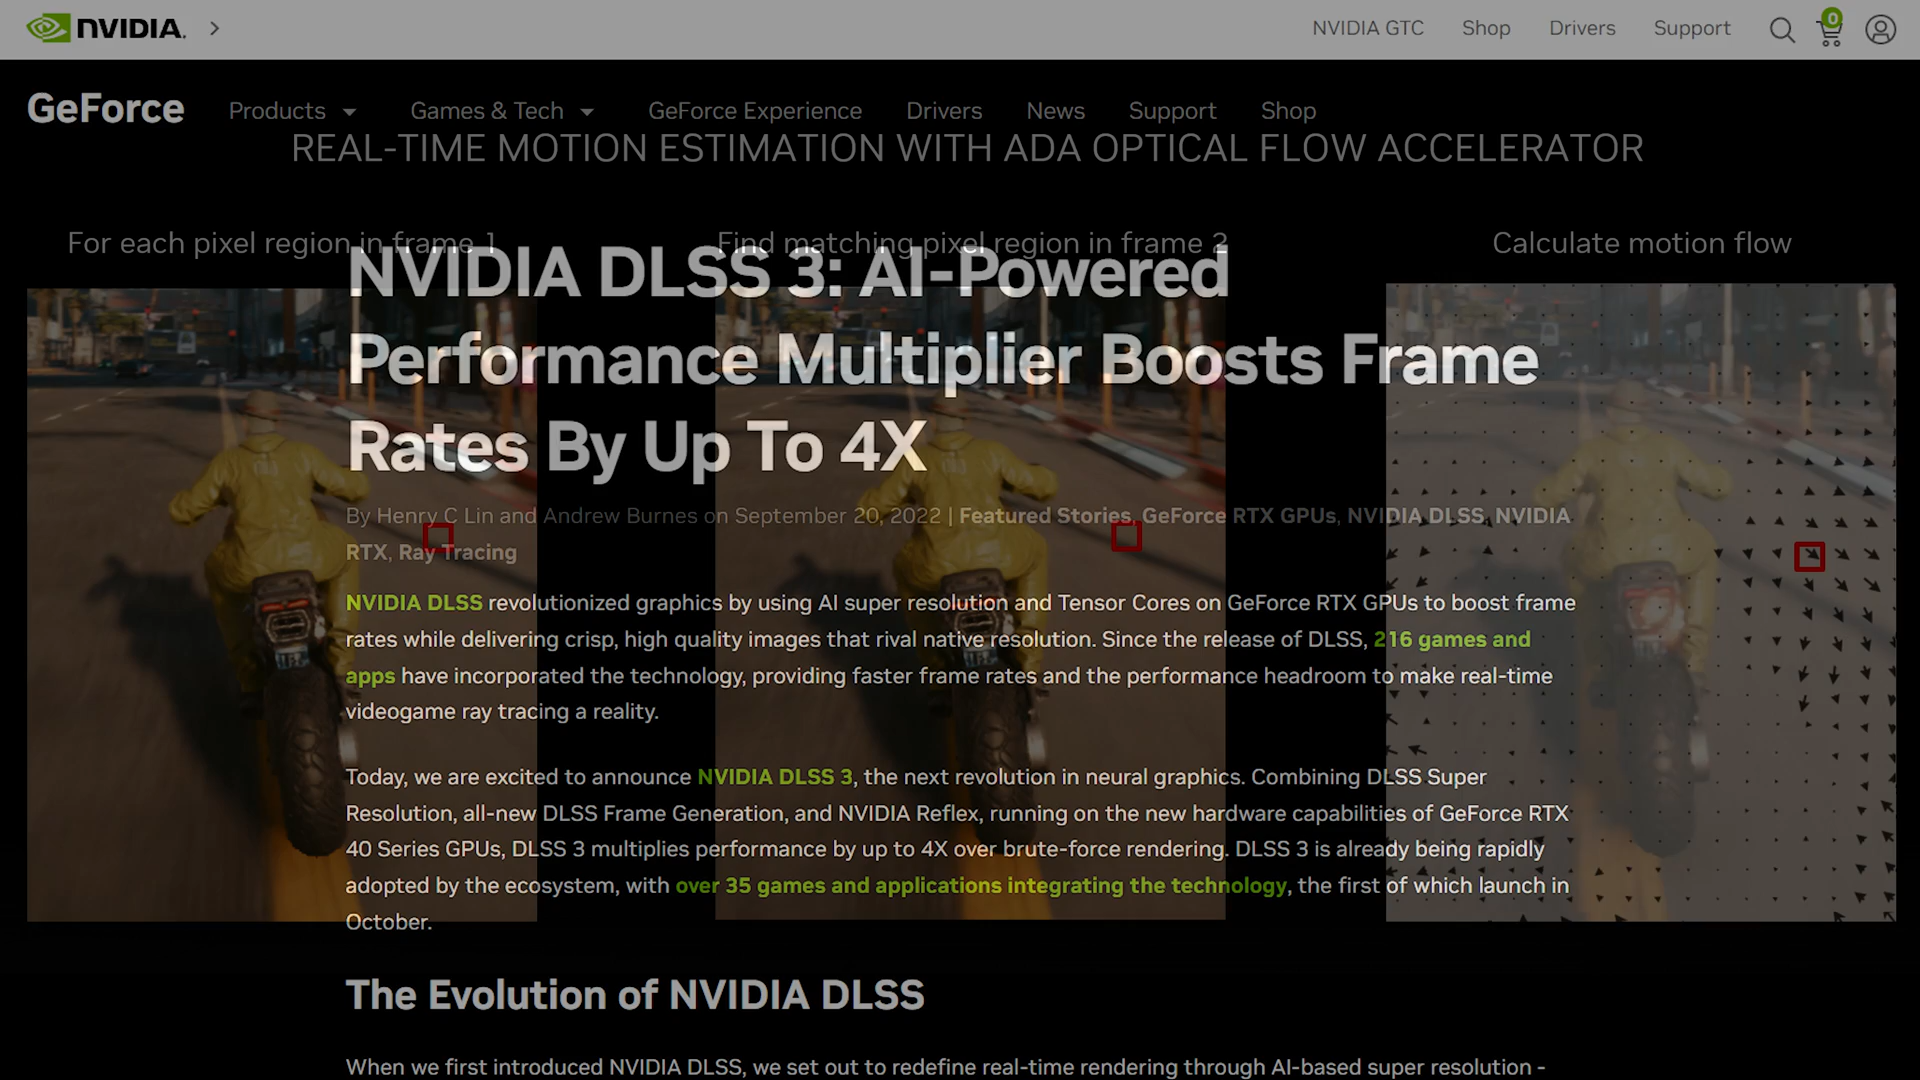 NVIDIA.
NVIDIA GTC
Shop
Drivers
Support
0
GeForce
Products
Games & Tech
GeForce Experience
Drivers
News
Support
Shop
REAL-TIME MOTION ESTIMATION WITH ADA OPTICAL FLOW ACCELERATOR
For each pixel region in frame 1
Find matching pixel region in frame 2
Calculate motion flow
NVIDIA DLSS 3: AI-Powered
Performance Multiplier Boosts Frame
Rates By Up To 4X
By Henry C Lin and Andrew Burnes on September 20, 2022 | Featured Stories, GeForce RTX GPUs, NVIDIA DLSS, NVIDIA
RTX, Ray Tracing
NVIDIA DLSS revolutionized graphics by using AI super resolution and Tensor Cores on GeForce RTX GPUs to boost frame
rates while delivering crisp, high quality images that rival native resolution. Since the release of DLSS, 216 games and
apps have incorporated the technology, providing faster frame rates and the performance headroom to make real-time
videogame ray tracing a reality.
Today, we are excited to announce NVIDIA DLSS 3, the next revolution in neural graphics. Combining DLSS Super
Resolution, all-new DLSS Frame Generation, and NVIDIA Reflex, running on the new hardware capabilities of GeForce RTX
40 Series GPUs, DLSS 3 multiplies performance by up to 4X over brute-force rendering. DLSS 3 is already being rapidly
adopted by the ecosystem, with over 35 games and applications integrating the technology, the first of which launch in
October.
The Evolution of NVIDIA DLSS
When we first introduced NVIDIA DLSS, we set out to redefine real-time rendering through AI-based super resolution -